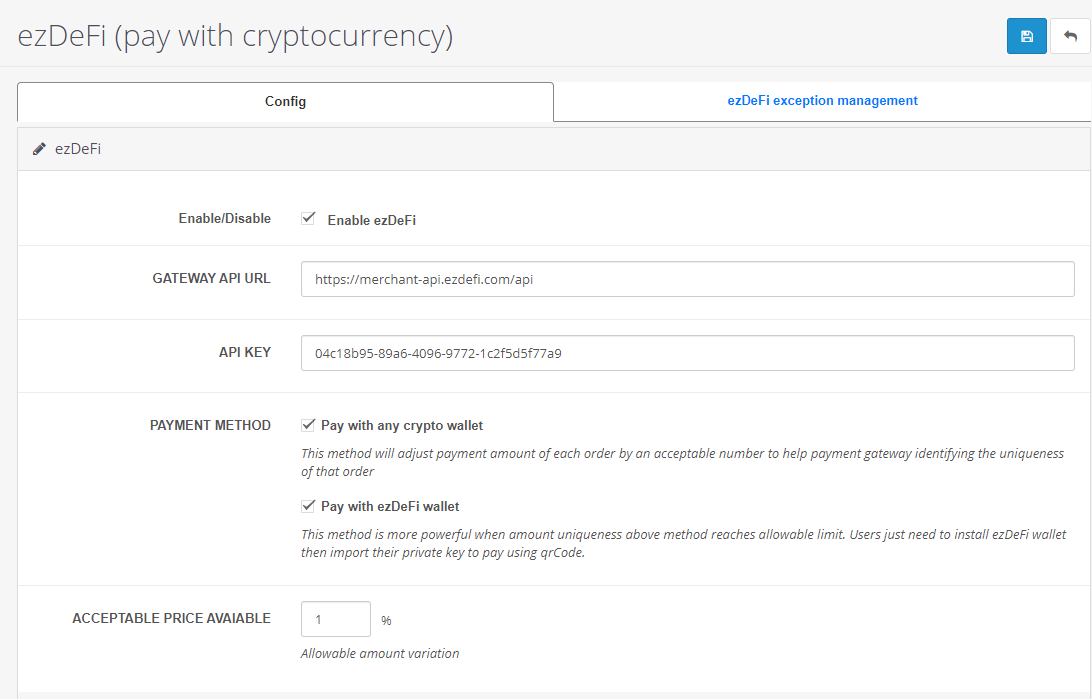 ezDeFi (pay with cryptocurrency)
Config
ezDeFi exception management
ezDeFi
Enable/Disable
Enable ezDeFi
GATEWAY API URL
https://merchant-api.ezdefi.com/api
API KEY
04c18b95-89a6-4096-9772-1c2f5d5f77a9
PAYMENT METHOD
Pay with any crypto wallet
This method will adjust payment amount of each order by an acceptable number to help payment gateway identifying the uniqueness
of that order
Pay with ezDeFi wallet
This method is more powerful when amount uniqueness above method reaches allowable limit. Users just need to install ezDeFi wallet
then import their private key to pay using qrCode.
ACCEPTABLE PRICE AVAIABLE
1
%
Allowable amount variation